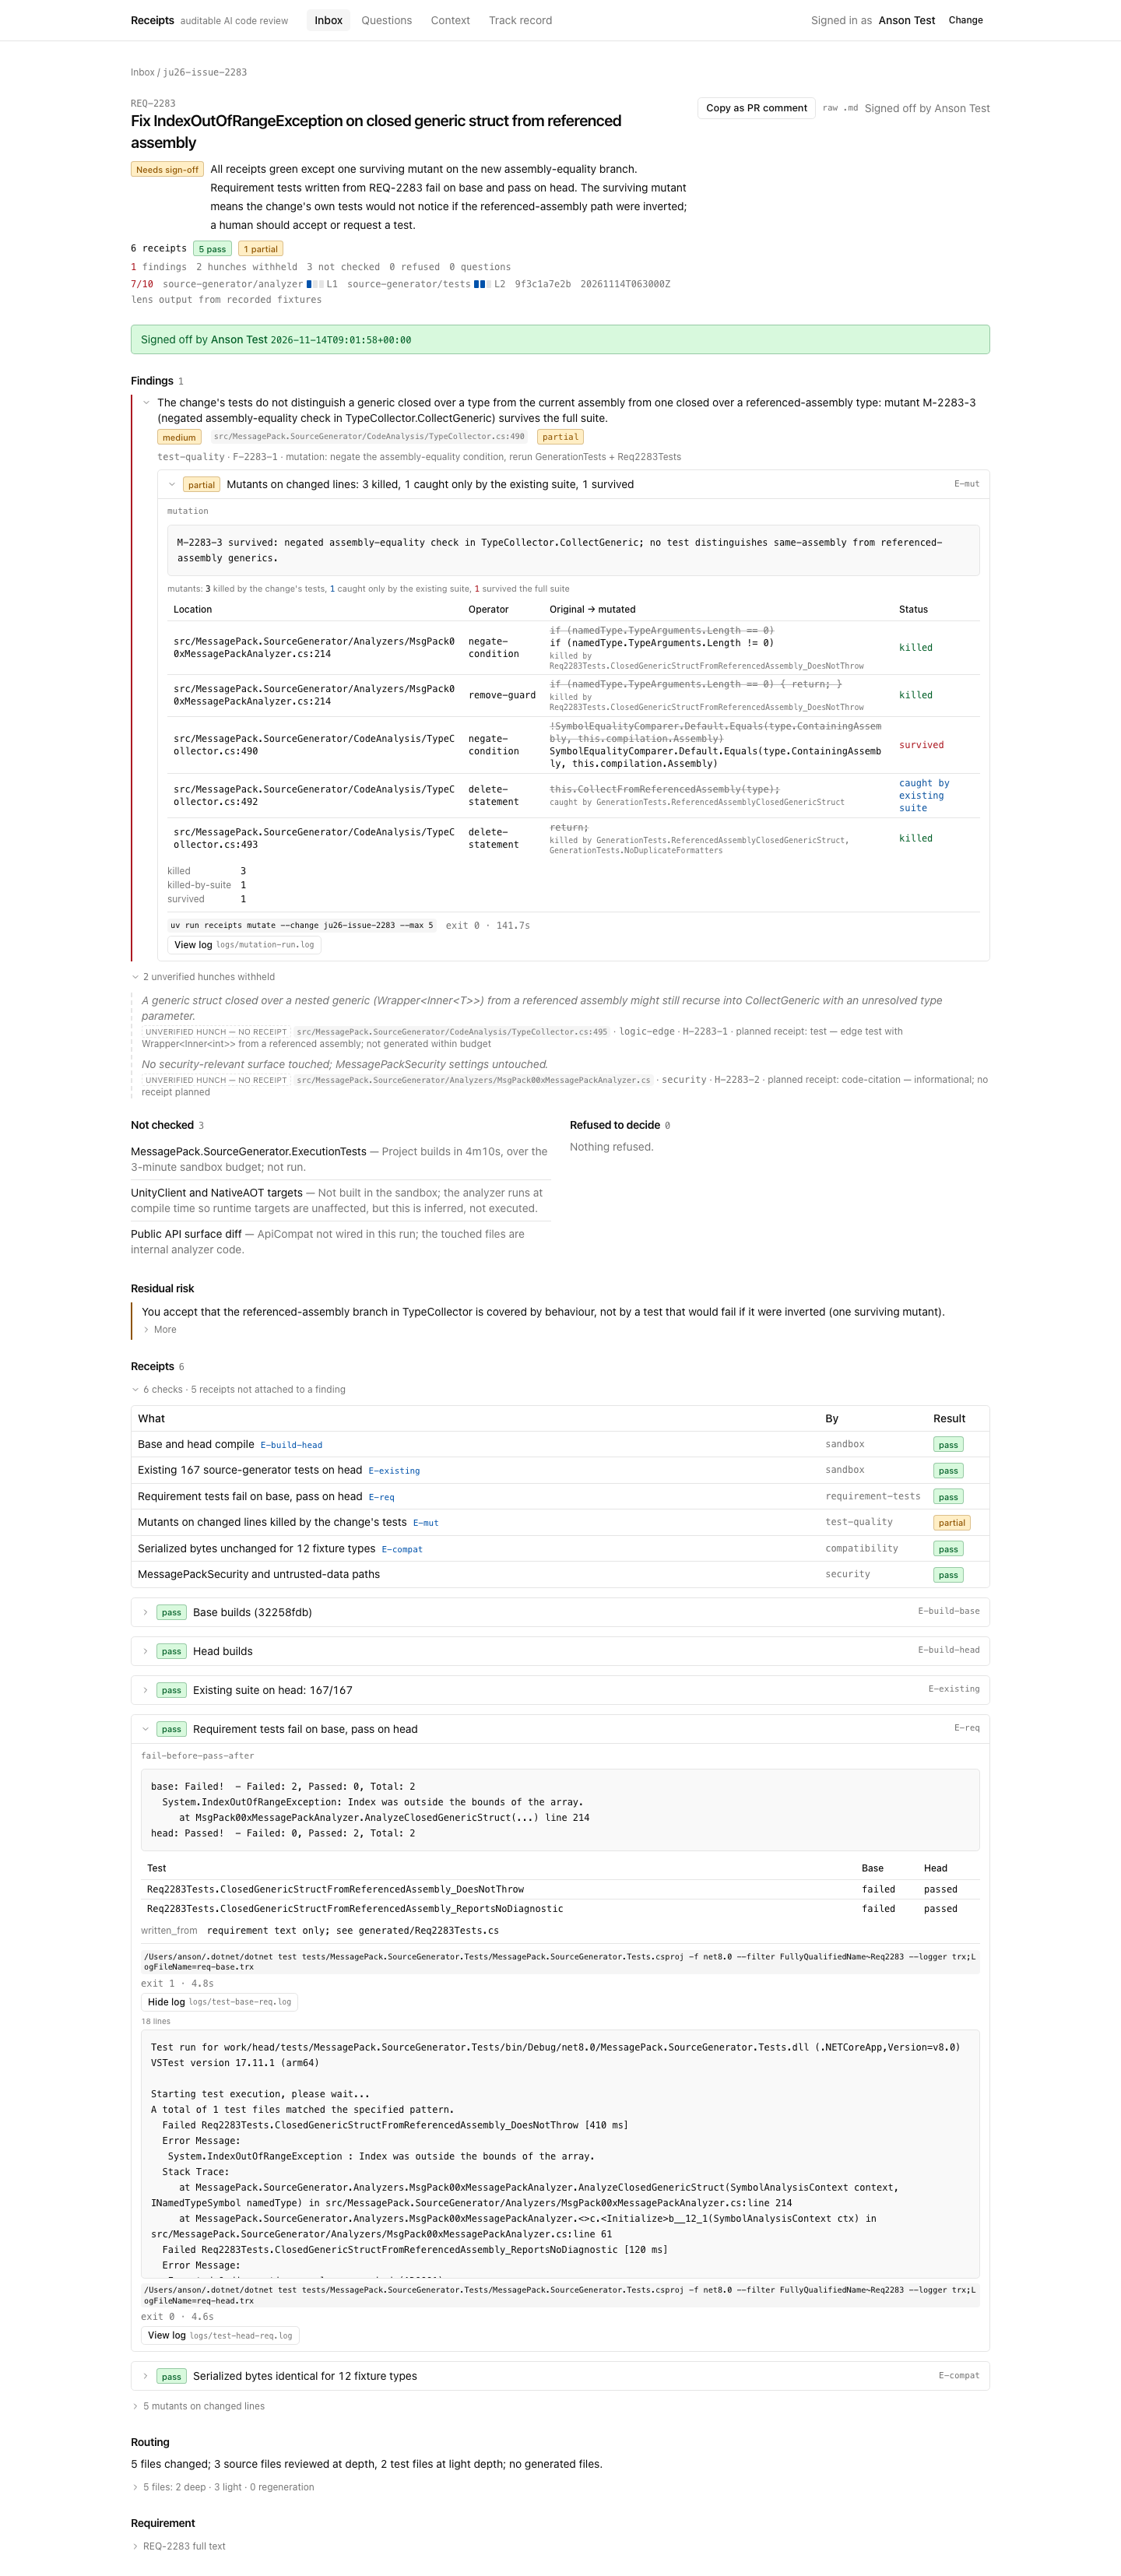 Receipts auditable AI code review Inbox Questions Context Track record Signed in as Anson Test Change
Inbox / ju26-issue-2283
REQ-2283
Fix IndexOutOfRangeException on closed generic struct from referenced
assembly
Copy as PR comment raw .md Signed off by Anson Test
Needs sign-off All receipts green except one surviving mutant on the new assembly-equality branch.
Requirement tests written from REQ-2283 fail on base and pass on head. The surviving mutant
means the change's own tests would not notice if the referenced-assembly path were inverted;
a human should accept or request a test.
6 receipts 5 pass 1 partial
1 findings 2 hunches withheld 3 not checked 0 refused 0 questions
7/10 source-generator/analyzer L1 source-generator/tests L2 9f3c1a7e2b 20261114T063000Z
lens output from recorded fixtures
Signed off by Anson Test 2026-11-14T09:01:58+00:00
Findings 1
The change's tests do not distinguish a generic closed over a type from the current assembly from one closed over a referenced-assembly type: mutant M-2283-3
(negated assembly-equality check in TypeCollector.CollectGeneric) survives the full suite.
medium src/MessagePack.SourceGenerator/CodeAnalysis/TypeCollector.cs:490 partial
test-quality · F-2283-1 · mutation: negate the assembly-equality condition, rerun GenerationTests + Req2283Tests
partial Mutants on changed lines: 3 killed, 1 caught only by the existing suite, 1 survived E-mut
mutation
M-2283-3 survived: negated assembly-equality check in TypeCollector.CollectGeneric; no test distinguishes same-assembly from referenced-
assembly generics.
mutants: 3 killed by the change's tests, 1 caught only by the existing suite, 1 survived the full suite
Location Operator Original → mutated Status
src/MessagePack.SourceGenerator/Analyzers/MsgPack0
0xMessagePackAnalyzer.cs:214
negate-
condition
if (namedType.TypeArguments.Length == 0)
if (namedType.TypeArguments.Length != 0)
killed by
Req2283Tests.ClosedGenericStructFromReferencedAssembly_DoesNotThrow
killed
src/MessagePack.SourceGenerator/Analyzers/MsgPack0
0xMessagePackAnalyzer.cs:214
remove-guard
if (namedType.TypeArguments.Length == 0) { return; }
killed by
Req2283Tests.ClosedGenericStructFromReferencedAssembly_DoesNotThrow
killed
src/MessagePack.SourceGenerator/CodeAnalysis/TypeC
ollector.cs:490
negate-
condition
!SymbolEqualityComparer.Default.Equals(type.ContainingAssem
bly, this.compilation.Assembly)
SymbolEqualityComparer.Default.Equals(type.ContainingAssemb
ly, this.compilation.Assembly)
survived
src/MessagePack.SourceGenerator/CodeAnalysis/TypeC
ollector.cs:492
delete-
statement
this.CollectFromReferencedAssembly(type);
caught by GenerationTests.ReferencedAssemblyClosedGenericStruct
caught by
existing
suite
src/MessagePack.SourceGenerator/CodeAnalysis/TypeC
ollector.cs:493
delete-
statement
return;
killed by GenerationTests.ReferencedAssemblyClosedGenericStruct,
GenerationTests.NoDuplicateFormatters
killed
killed 3
killed-by-suite 1
survived 1
uv run receipts mutate --change ju26-issue-2283 --max 5 exit 0 · 141.7s
View log logs/mutation-run.log
2 unverified hunches withheld
A generic struct closed over a nested generic (Wrapper<Inner<T>>) from a referenced assembly might still recurse into CollectGeneric with an unresolved type
parameter.
UNVERIFIED HUNCH — NO RECEIPT src/MessagePack.SourceGenerator/CodeAnalysis/TypeCollector.cs:495 · logic-edge · H-2283-1 · planned receipt: test — edge test with
Wrapper<Inner<int>> from a referenced assembly; not generated within budget
No security-relevant surface touched; MessagePackSecurity settings untouched.
UNVERIFIED HUNCH — NO RECEIPT src/MessagePack.SourceGenerator/Analyzers/MsgPack00xMessagePackAnalyzer.cs · security · H-2283-2 · planned receipt: code-citation — informational; no
receipt planned
Not checked 3
MessagePack.SourceGenerator.ExecutionTests — Project builds in 4m10s, over the
3-minute sandbox budget; not run.
UnityClient and NativeAOT targets — Not built in the sandbox; the analyzer runs at
compile time so runtime targets are unaffected, but this is inferred, not executed.
Public API surface diff — ApiCompat not wired in this run; the touched files are
internal analyzer code.
Refused to decide 0
Nothing refused.
Residual risk
You accept that the referenced-assembly branch in TypeCollector is covered by behaviour, not by a test that would fail if it were inverted (one surviving mutant).
More
Receipts 6
6 checks · 5 receipts not attached to a finding
What By Result
Base and head compile E-build-head sandbox pass
Existing 167 source-generator tests on head E-existing sandbox pass
Requirement tests fail on base, pass on head E-req requirement-tests pass
Mutants on changed lines killed by the change's tests E-mut test-quality partial
Serialized bytes unchanged for 12 fixture types E-compat compatibility pass
MessagePackSecurity and untrusted-data paths security pass
pass Base builds (32258fdb) E-build-base
pass Head builds E-build-head
pass Existing suite on head: 167/167 E-existing
pass Requirement tests fail on base, pass on head E-req
fail-before-pass-after
base: Failed!  - Failed: 2, Passed: 0, Total: 2
System.IndexOutOfRangeException: Index was outside the bounds of the array.
at MsgPack00xMessagePackAnalyzer.AnalyzeClosedGenericStruct(...) line 214
head: Passed!  - Failed: 0, Passed: 2, Total: 2
Test Base Head
Req2283Tests.ClosedGenericStructFromReferencedAssembly_DoesNotThrow failed passed
Req2283Tests.ClosedGenericStructFromReferencedAssembly_ReportsNoDiagnostic failed passed
written_from requirement text only; see generated/Req2283Tests.cs
/Users/anson/.dotnet/dotnet test tests/MessagePack.SourceGenerator.Tests/MessagePack.SourceGenerator.Tests.csproj -f net8.0 --filter FullyQualifiedName~Req2283 --logger trx;L
ogFileName=req-base.trx
exit 1 · 4.8s
Hide log logs/test-base-req.log
18 lines
Test run for work/head/tests/MessagePack.SourceGenerator.Tests/bin/Debug/net8.0/MessagePack.SourceGenerator.Tests.dll (.NETCoreApp,Version=v8.0)
VSTest version 17.11.1 (arm64)
Starting test execution, please wait...
A total of 1 test files matched the specified pattern.
Failed Req2283Tests.ClosedGenericStructFromReferencedAssembly_DoesNotThrow [410 ms]
Error Message:
System.IndexOutOfRangeException : Index was outside the bounds of the array.
Stack Trace:
at MessagePack.SourceGenerator.Analyzers.MsgPack00xMessagePackAnalyzer.AnalyzeClosedGenericStruct(SymbolAnalysisContext context,
INamedTypeSymbol namedType) in src/MessagePack.SourceGenerator/Analyzers/MsgPack00xMessagePackAnalyzer.cs:line 214
at MessagePack.SourceGenerator.Analyzers.MsgPack00xMessagePackAnalyzer.<>c.<Initialize>b__12_1(SymbolAnalysisContext ctx) in
src/MessagePack.SourceGenerator/Analyzers/MsgPack00xMessagePackAnalyzer.cs:line 61
Failed Req2283Tests.ClosedGenericStructFromReferencedAssembly_ReportsNoDiagnostic [120 ms]
Error Message:
/Users/anson/.dotnet/dotnet test tests/MessagePack.SourceGenerator.Tests/MessagePack.SourceGenerator.Tests.csproj -f net8.0 --filter FullyQualifiedName~Req2283 --logger trx;L
ogFileName=req-head.trx
exit 0 · 4.6s
View log logs/test-head-req.log
pass Serialized bytes identical for 12 fixture types E-compat
5 mutants on changed lines
Routing
5 files changed; 3 source files reviewed at depth, 2 test files at light depth; no generated files.
5 files: 2 deep · 3 light · 0 regeneration
Requirement
REQ-2283 full text